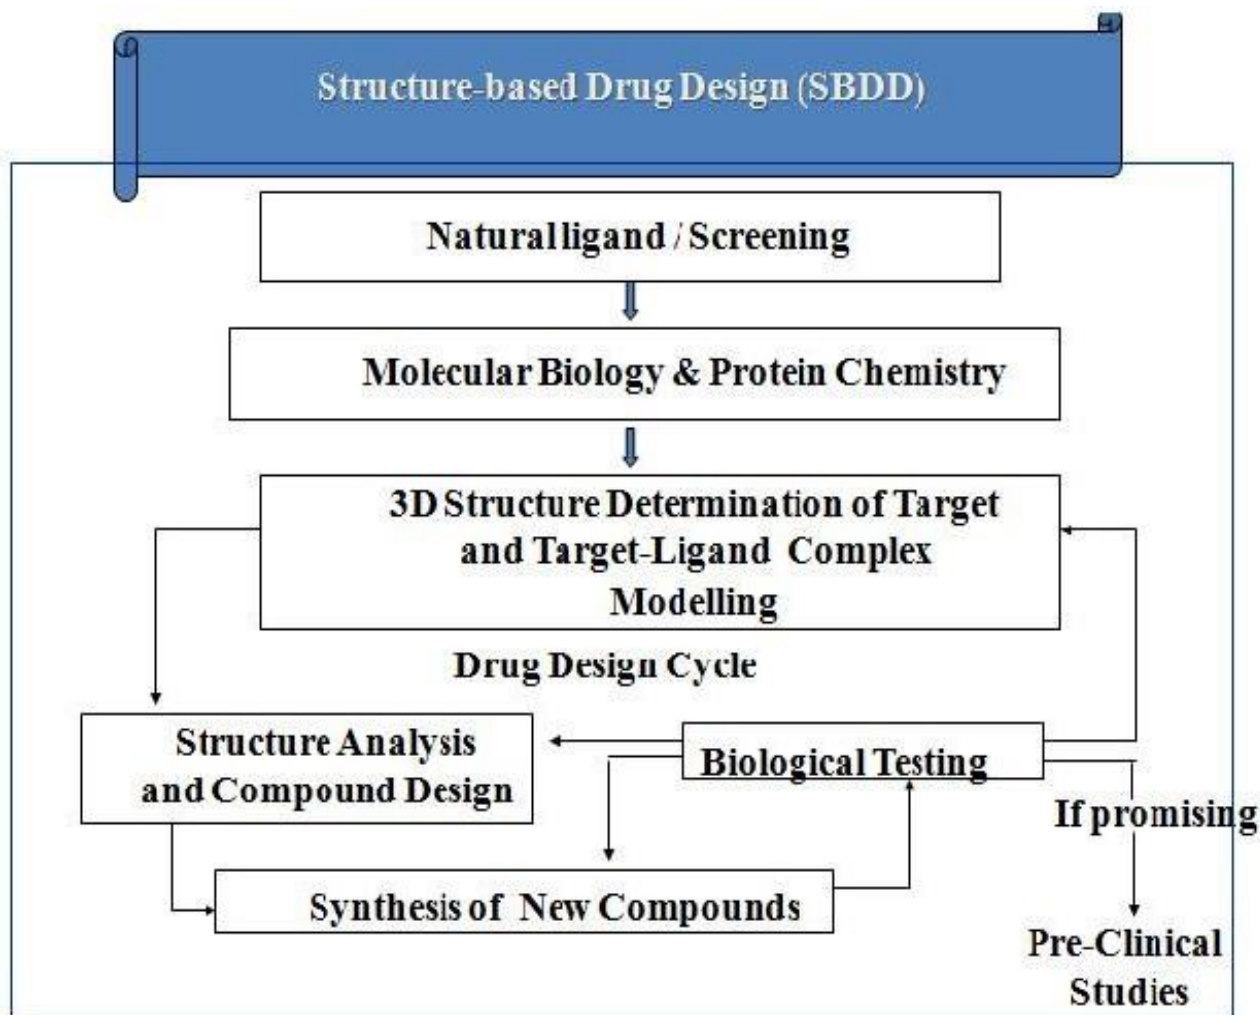 Structure-based Drug Design (SBDD)
Natural ligand / Screening
Molecular Biology & Protein Chemistry
3D Structure Determination of Target
and Target-Ligand Complex
Modelling
Drug Design Cycle
Structure Analysis
and Compound Design
Biological Testing
If promising
Synthesis of New Compounds
Pre-Clinical
Studies